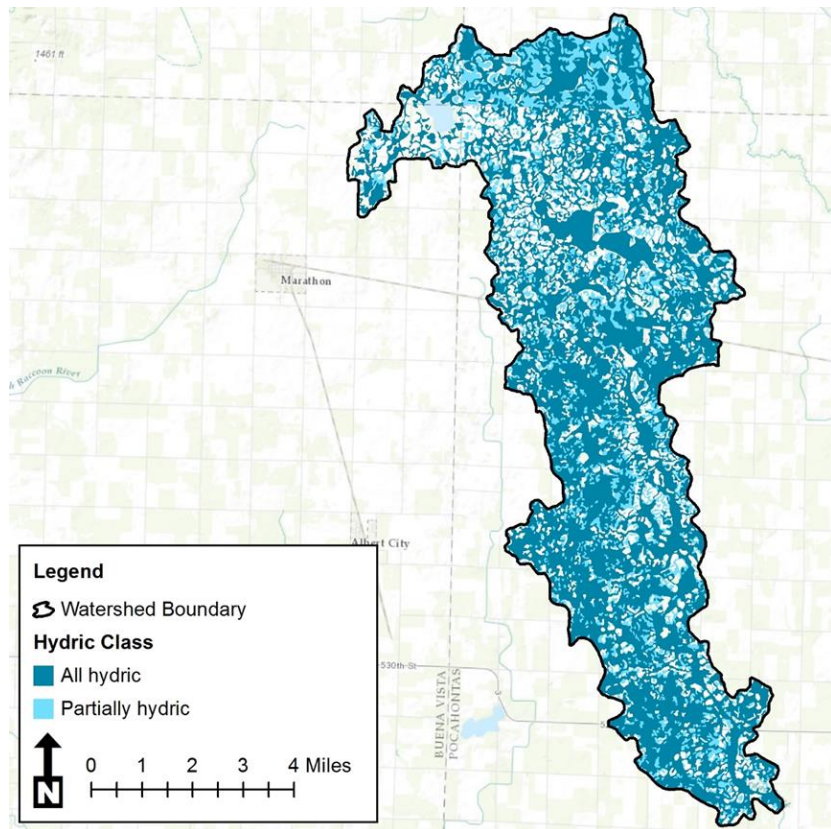 1461 ft
Marathon
h Raccoon River
Albert City
530th St
BUENA VISTA
POCAHONTAS
5
Legend
Watershed Boundary
Hydric Class
All hydric
Partially hydric
N
0 1 2 3 4 Miles